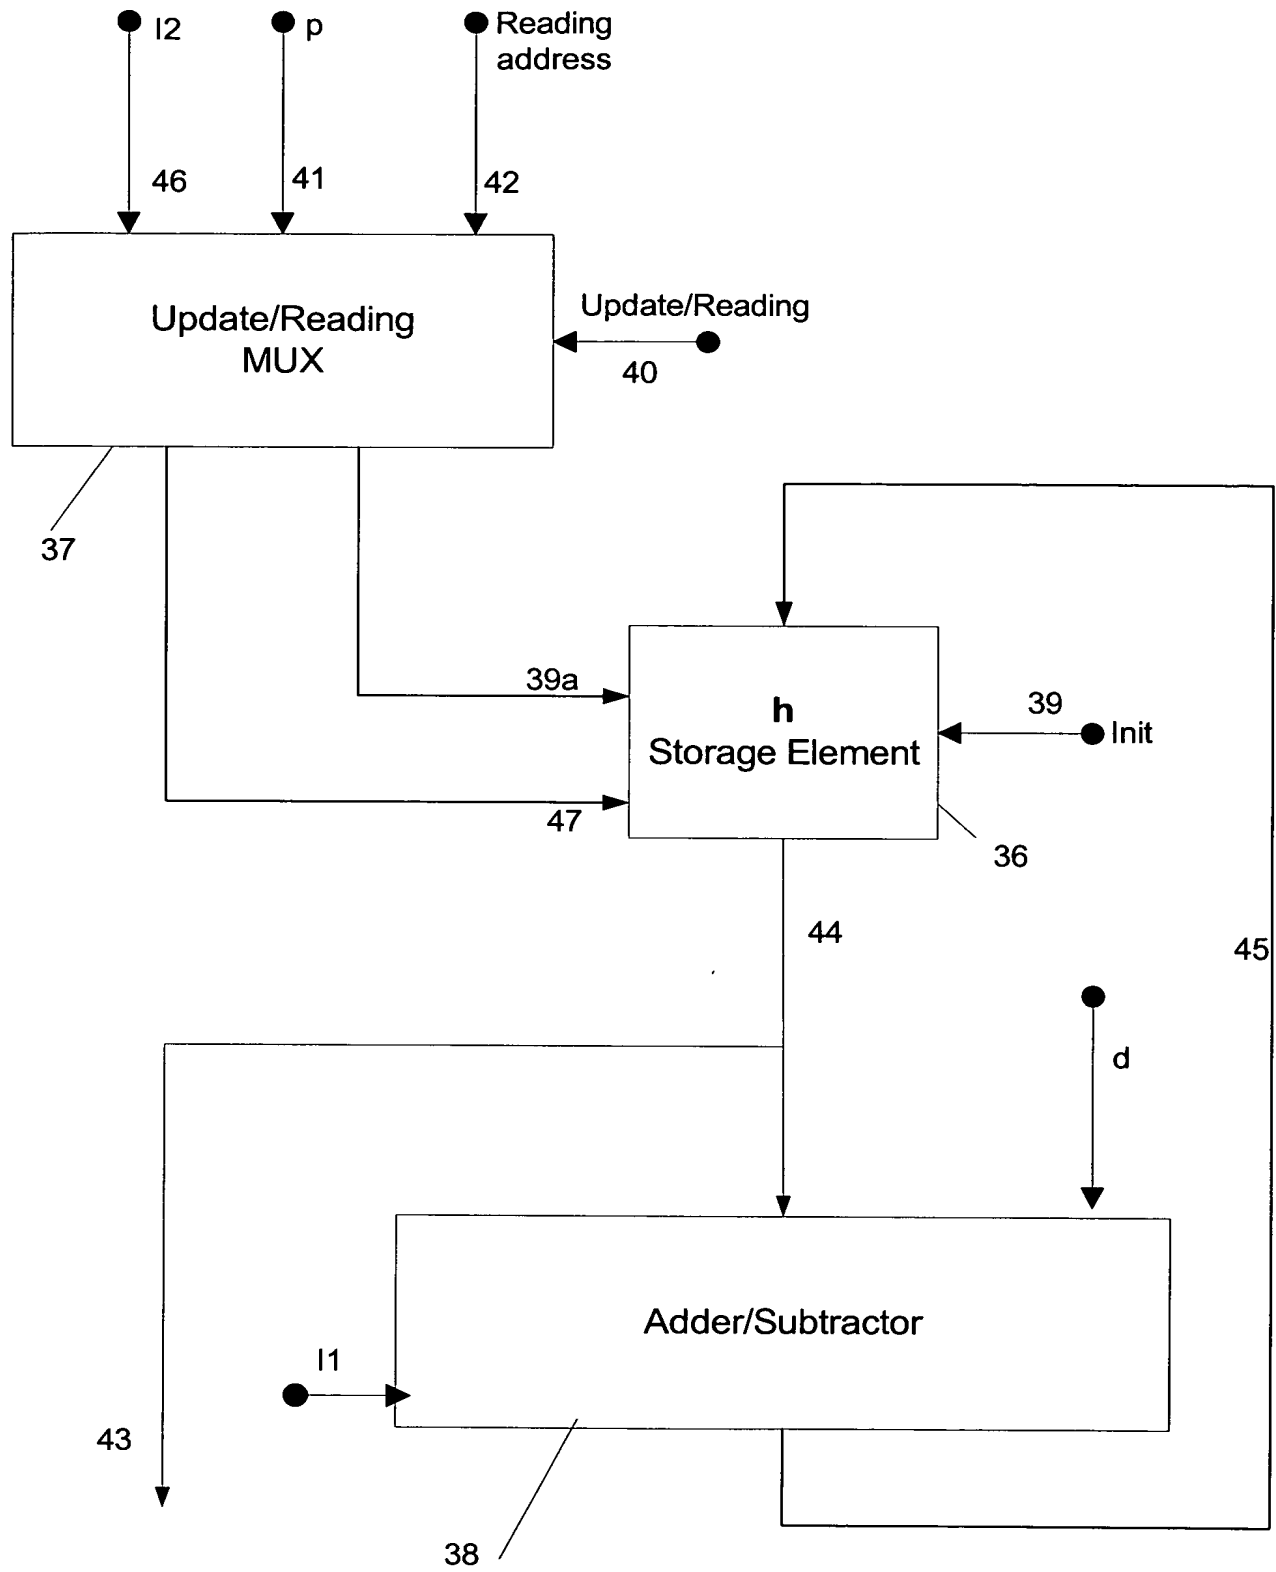 I2
p
Reading
address
46
41
42
Update/Reading
MUX
Update/Reading
40
37
39a
h
Storage Element
39
Init
47
36
44
45
d
Adder/Subtractor
I1
43
38